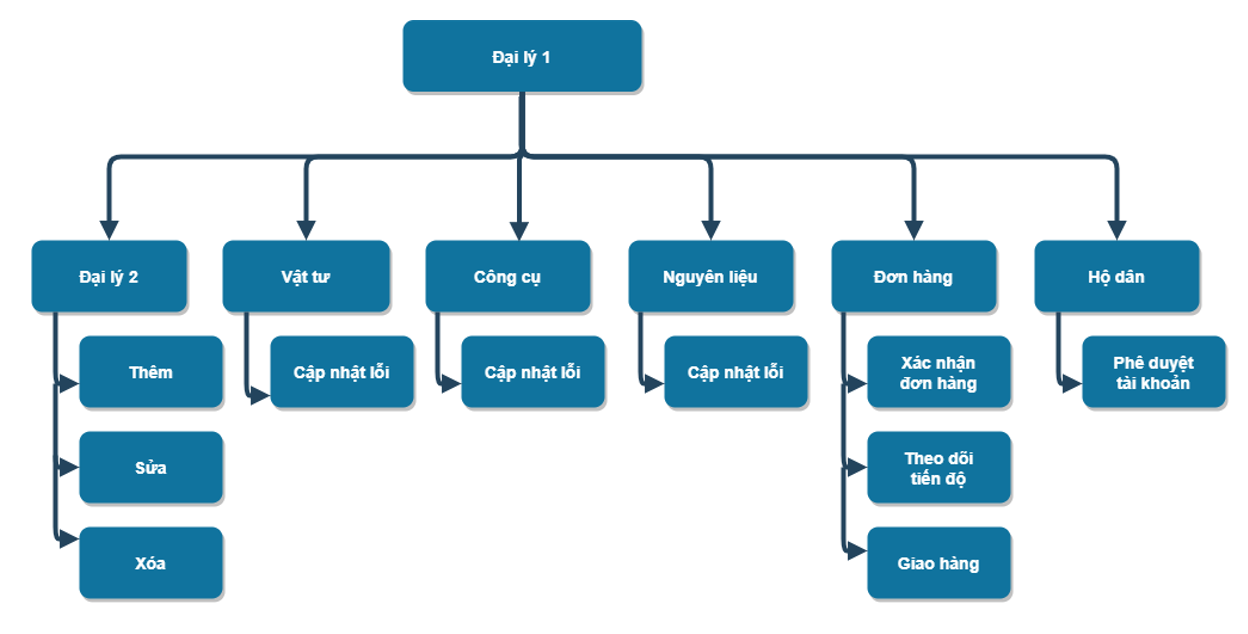 Đại lý 1
Đại lý 2
Vật tư
Công cụ
Nguyên liệu
Đơn hàng
Hộ dân
Thêm
Cập nhật lỗi
Cập nhật lỗi
Cập nhật lỗi
Xác nhận
đơn hàng
Phê duyệt
tài khoản
Sửa
Theo dõi
tiến độ
Xóa
Giao hàng